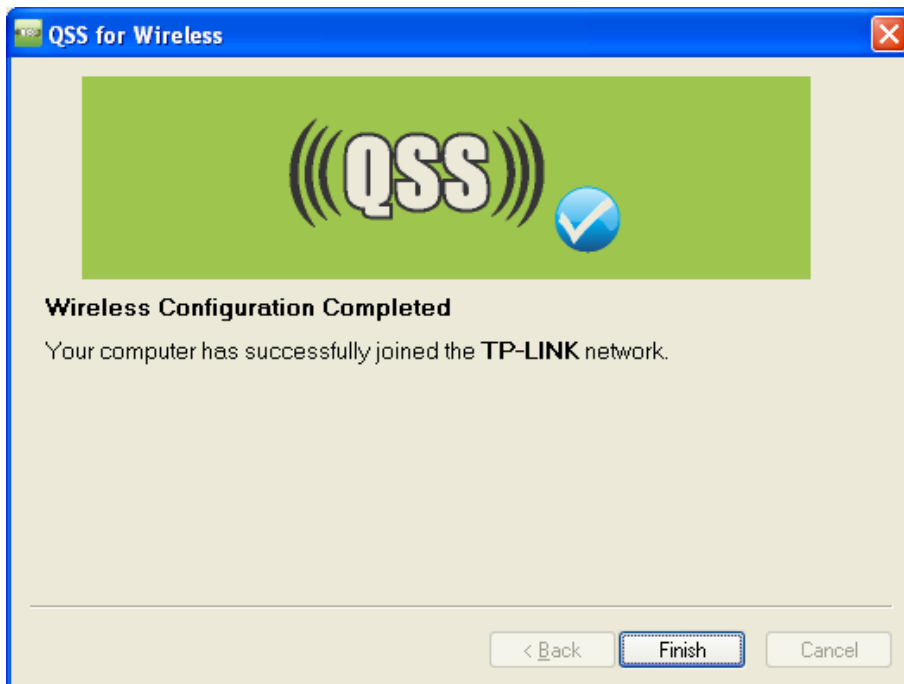 QSS for Wireless
(((QSS)))
Wireless Configuration Completed
Your computer has successfully joined the TP-LINK network.
< Back Finish Cancel